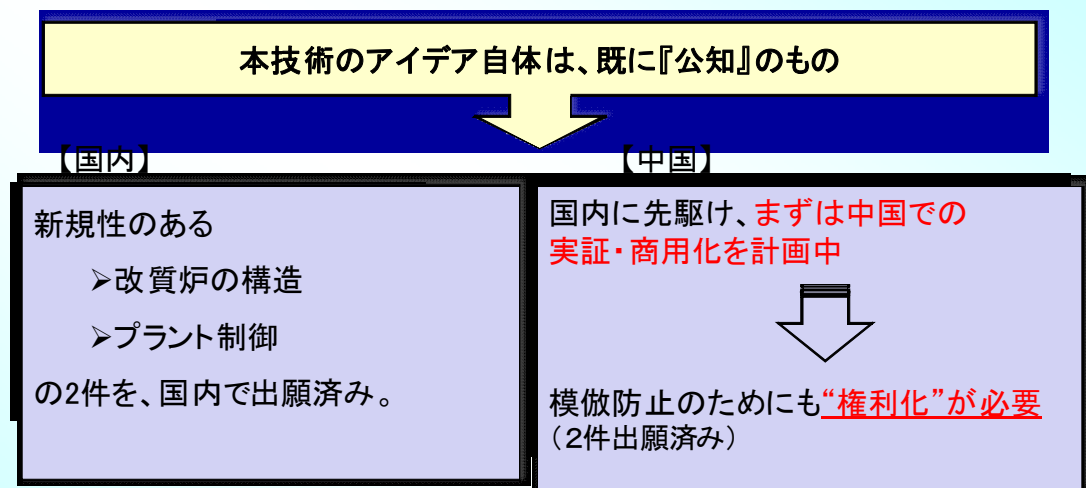 本技術のアイデア自体は、既に『公知』のもの
【国内】
新規性のある
➢改質炉の構造
➢プラント制御
の2件を、国内で出願済み。
【中国】
国内に先駆け、まずは中国での
実証・商用化を計画中
模倣防止のためにも“権利化”が必要
（２件出願済み）